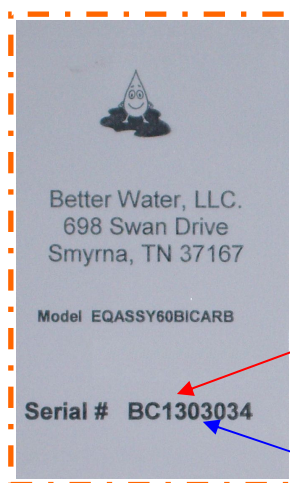 Better Water, LLC.
698 Swan Drive
Smyrna, TN 37167
Model EQASSY60BICARB
Serial # BC1303034